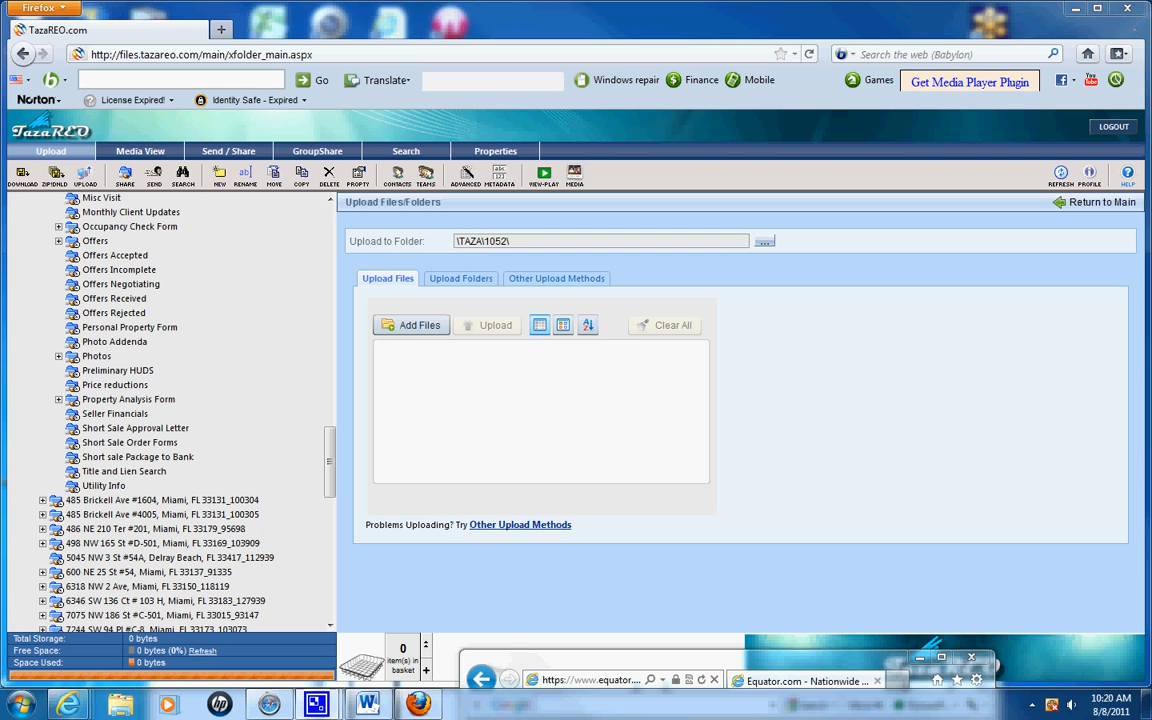 Firefox
TazaREO.com
http://files.tazareo.com/main/xfolder_main.aspx
Search the web (Babylon)
Go
Translate
Windows repair
Finance
Mobile
Games
Get Media Player Plugin
Norton
License Expired!
Identity Safe - Expired
TazaREO
LOGOUT
Upload
Media View
Send / Share
GroupShare
Search
Properties
DOWNLOAD
ZIPDNLD
UPLOAD
SHARE
SEND
SEARCH
NEW
RENAME
MOVE
COPY
DELETE
PROPTY
CONTACTS
TEAMS
ADVANCED
METADATA
VIEW-PLAY
MEDIA
REFRESH
PROFILE
HELP
Misc Visit
Monthly Client Updates
Occupancy Check Form
Offers
Offers Accepted
Offers Incomplete
Offers Negotiating
Offers Received
Offers Rejected
Personal Property Form
Photo Addenda
Photos
Preliminary HUDS
Price reductions
Property Analysis Form
Seller Financials
Short Sale Approval Letter
Short Sale Order Forms
Short sale Package to Bank
Title and Lien Search
Utility Info
485 Brickell Ave #1604, Miami, FL 33131_100304
485 Brickell Ave #4005, Miami, FL 33131_100305
486 NE 210 Ter #201, Miami, FL 33179_95698
498 NW 165 St #D-501, Miami, FL 33169_103909
5045 NW 3 St #54A, Delray Beach, FL 33417_112939
600 NE 25 St #54, Miami, FL 33137_91335
6318 NW 2 Ave, Miami, FL 33150_118119
6346 SW 136 Ct # 103 H, Miami, FL 33183_127939
7075 NW 186 St #C-501, Miami, FL 33015_93147
7244 SW 94 Pl #C-83, Miami, FL 33173_103073
Upload Files/Folders
Return to Main
Upload to Folder:
\TAZA\1052\
...
Upload Files
Upload Folders
Other Upload Methods
Add Files
Upload
Clear All
Problems Uploading? Try Other Upload Methods
Total Storage: 0 bytes
Free Space: 0 bytes (0%) Refresh
Space Used: 0 bytes
0
item(s) in
basket
https://www.equator....
Equator.com - Nationwide ...
10:20 AM
8/8/2011